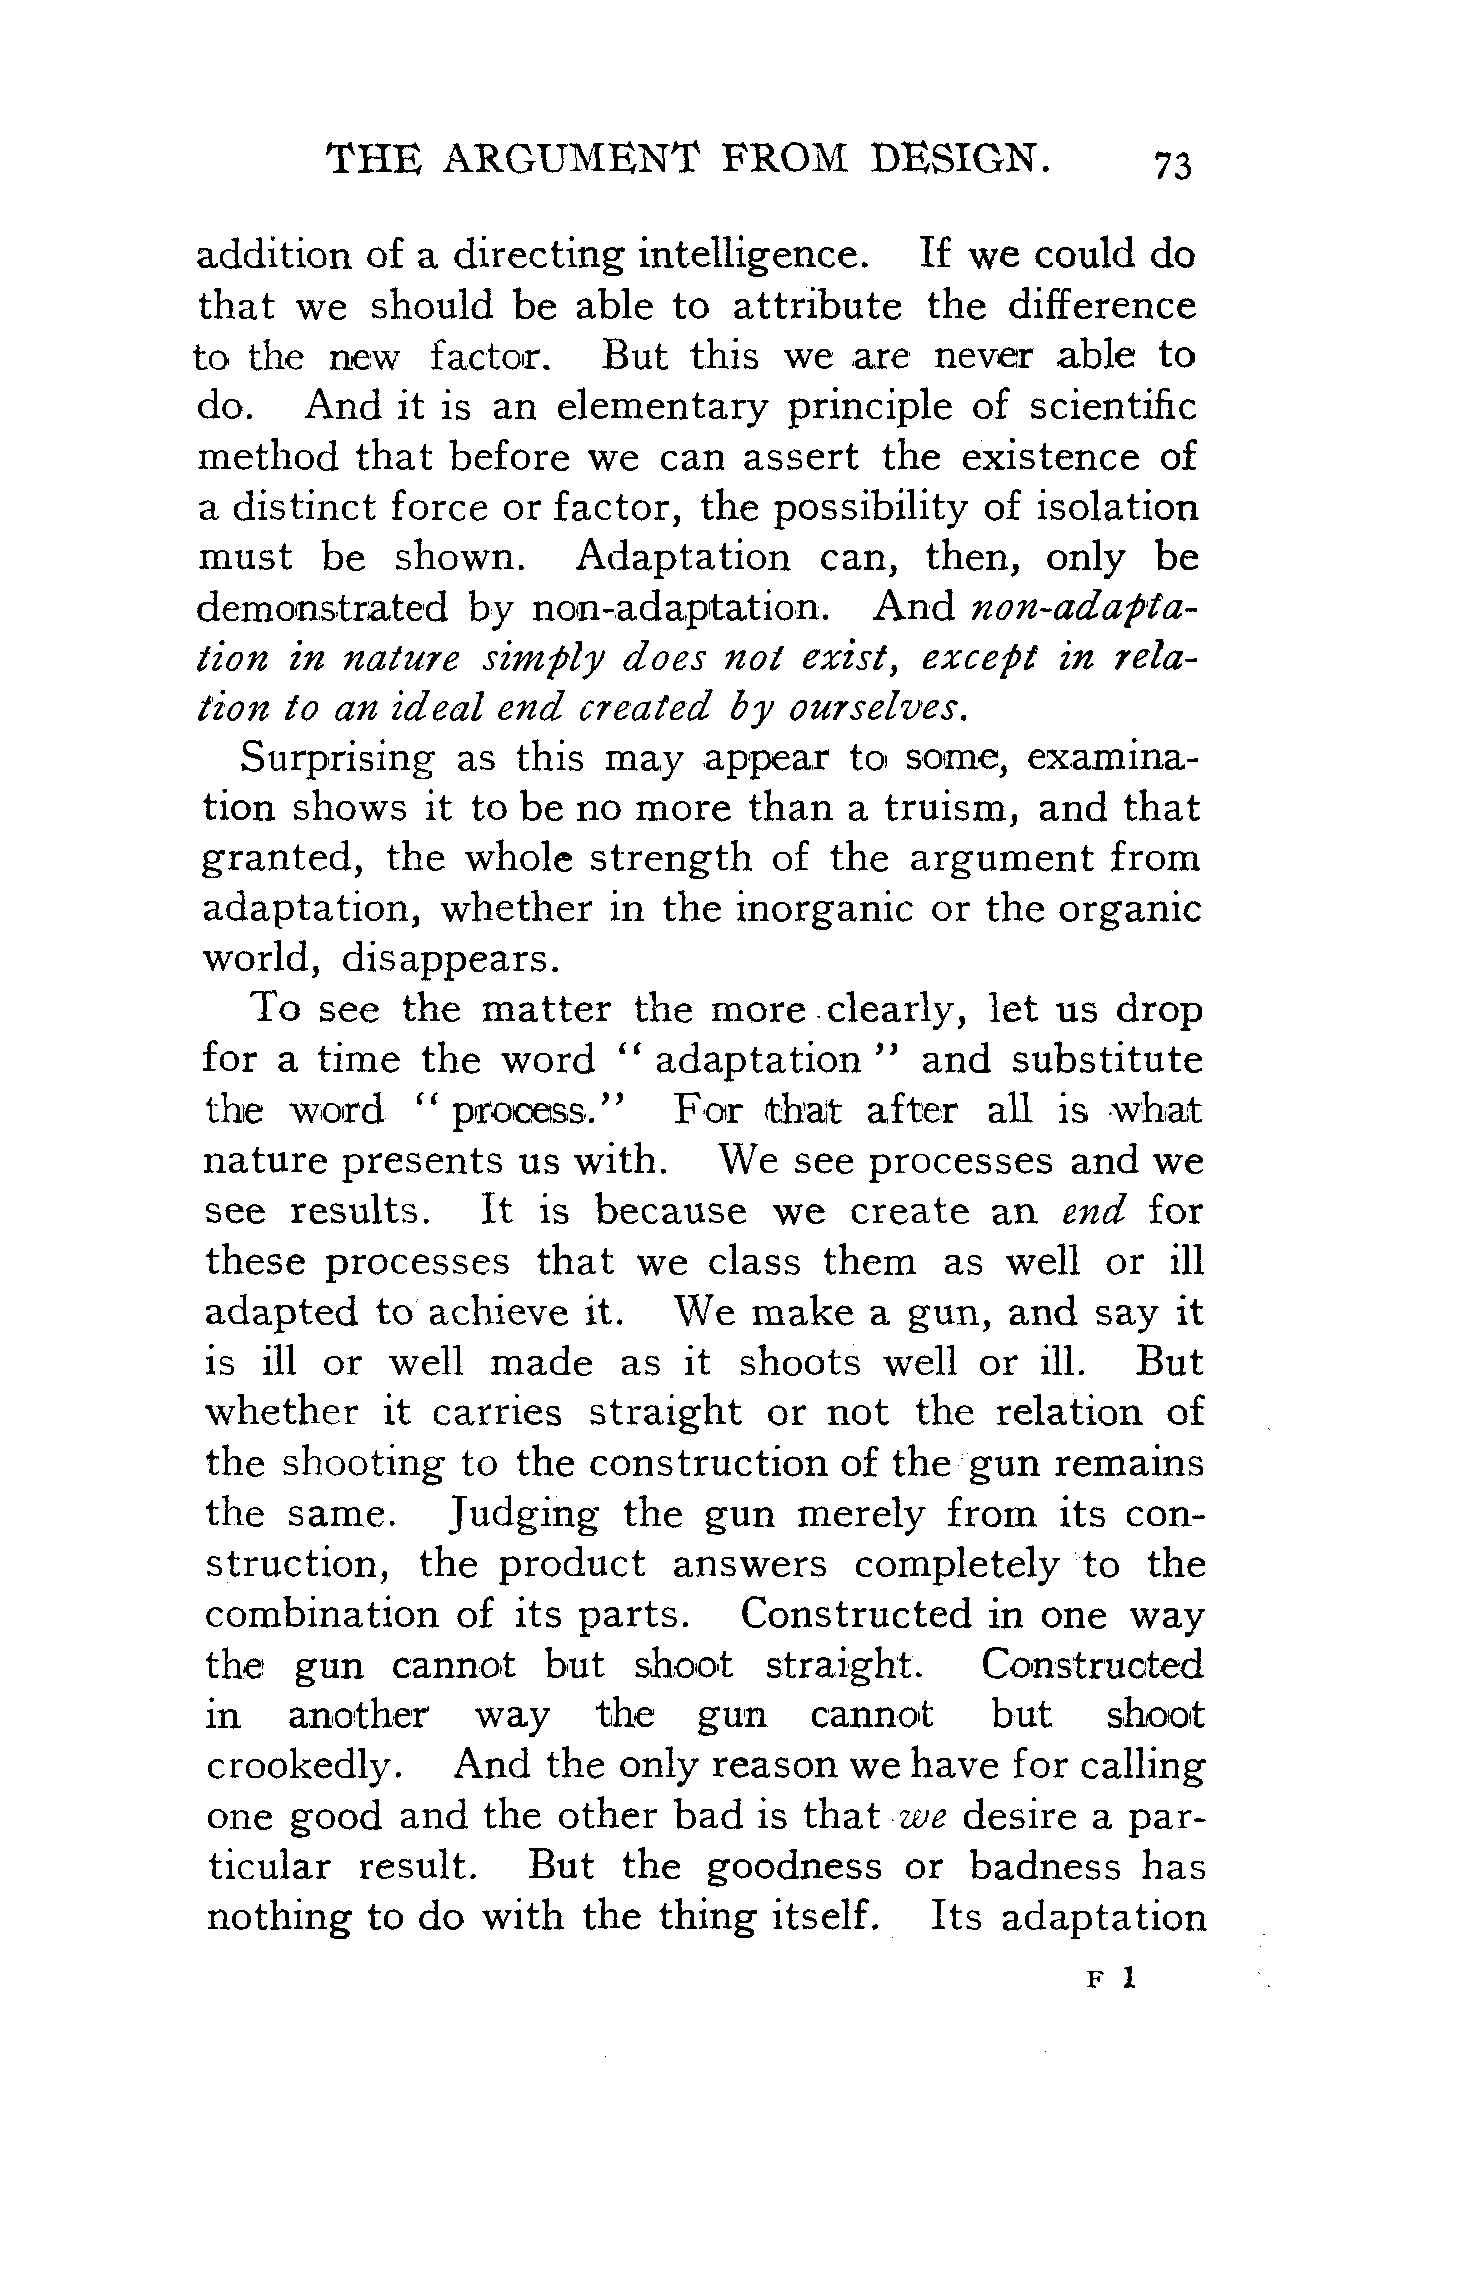 THE ARGUMENT FROM DESIGN. 73
addition of a directing intelligence. If we could do
that we should be able to attribute the difference
to the new factor. But this we are never able to
do. And it is an elementary principle of scientific
method that before we can assert the existence of
a distinct force or factor, the possibility of isolation
must be shown. Adaptation can, then, only be
demonstrated by non-adaptation. And non-adapta-
tion in nature simply does not exist, except in rela-
tion to an ideal end created by ourselves.
Surprising as this may appear to some, examina-
tion shows it to be no more than a truism, and that
granted, the whole strength of the argument from
adaptation, whether in the inorganic or the organic
world, disappears.
To see the matter the more clearly, let us drop
for a time the word " adaptation " and substitute
the word " process." For that after all is what
nature presents us with. We see processes and we
see results. It is because we create an end for
these processes that we class them as well or ill
adapted to achieve it. We make a gun, and say it
is ill or well made as it shoots well or ill. But
whether it carries straight or not the relation of
the shooting to the construction of the gun remains
the same. Judging the gun merely from its con-
struction, the product answers completely to the
combination of its parts. Constructed in one way
the gun cannot but shoot straight. Constructed
in another way the gun cannot but shoot
crookedly. And the only reason we have for calling
one good and the other bad is that we desire a par-
ticular result. But the goodness or badness has
nothing to do with the thing itself. Its adaptation
F 1